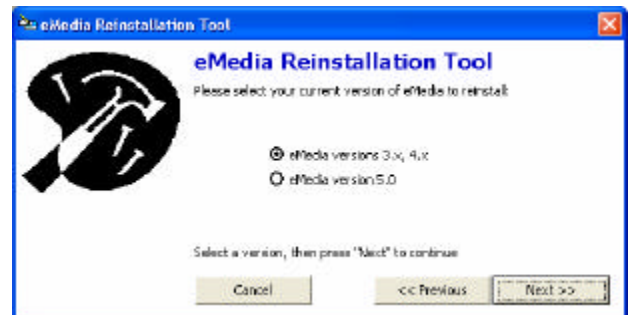 eMedia Reinstallation Tool
eMedia Reinstallation Tool
Please select your current version of eMedia to reinstall:
eMedia versions 3.x, 4.x
eMedia version 5.0
Select a version, then press "Next" to continue
Cancel
<< Previous
Next >>